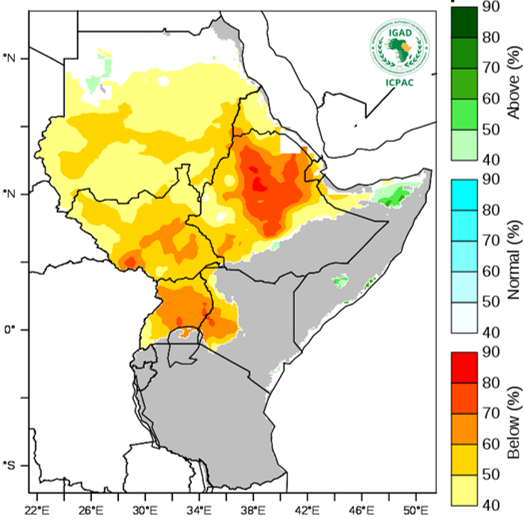 IGAD
ICPAC
°N
°N
0°
°S
22°E
26°E
30°E
34°E
38°E
42°E
46°E
50°E
90
80
70
60
50
40
Above (%)
90
80
70
60
50
40
Normal (%)
90
80
70
60
50
40
Below (%)